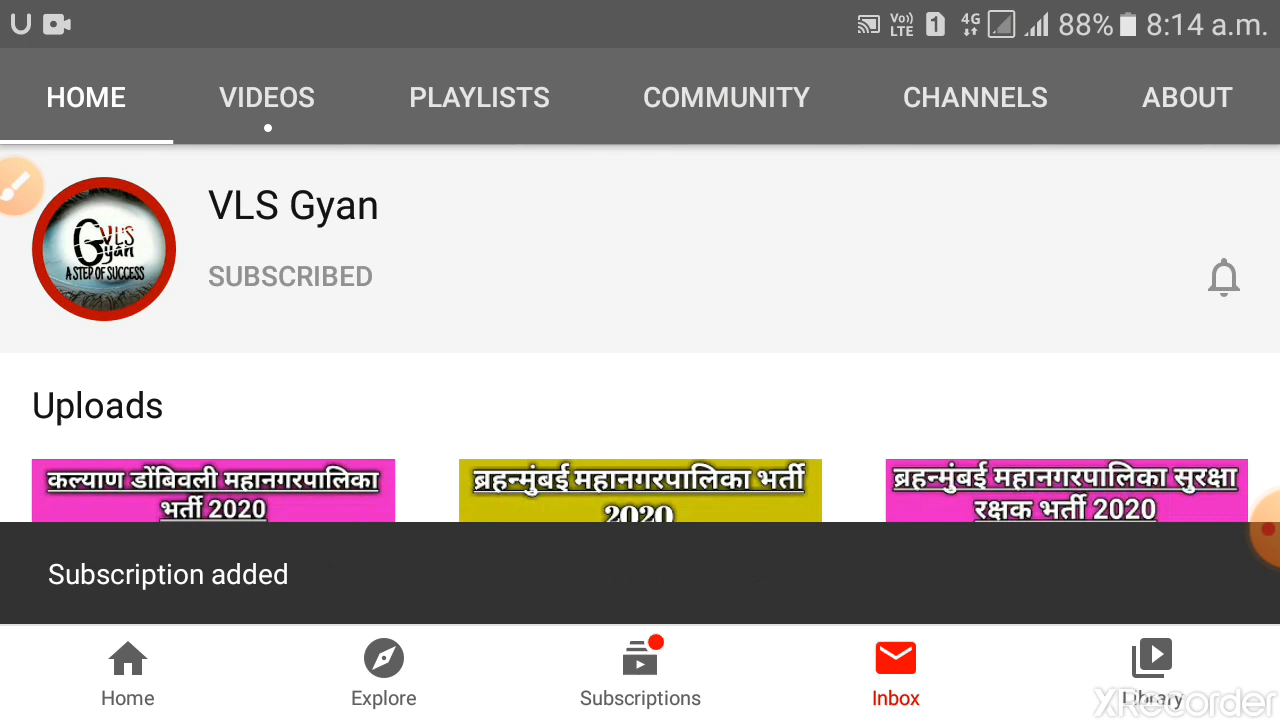 Vo)) LTE 1 4G 88% 8:14 a.m.
HOME VIDEOS PLAYLISTS COMMUNITY CHANNELS ABOUT
VLS Gyan
SUBSCRIBED
VLS
Gyan
A STEP OF SUCCESS
Uploads
कल्याण डोंबिवली महानगरपालिका
भर्ती 2020
ब्रहन्मुंबई महानगरपालिका भर्ती
2020
ब्रहन्मुंबई महानगरपालिका सुरक्षा
रक्षक भर्ती 2020
Subscription added
Home Explore Subscriptions Inbox Library
XRecorder